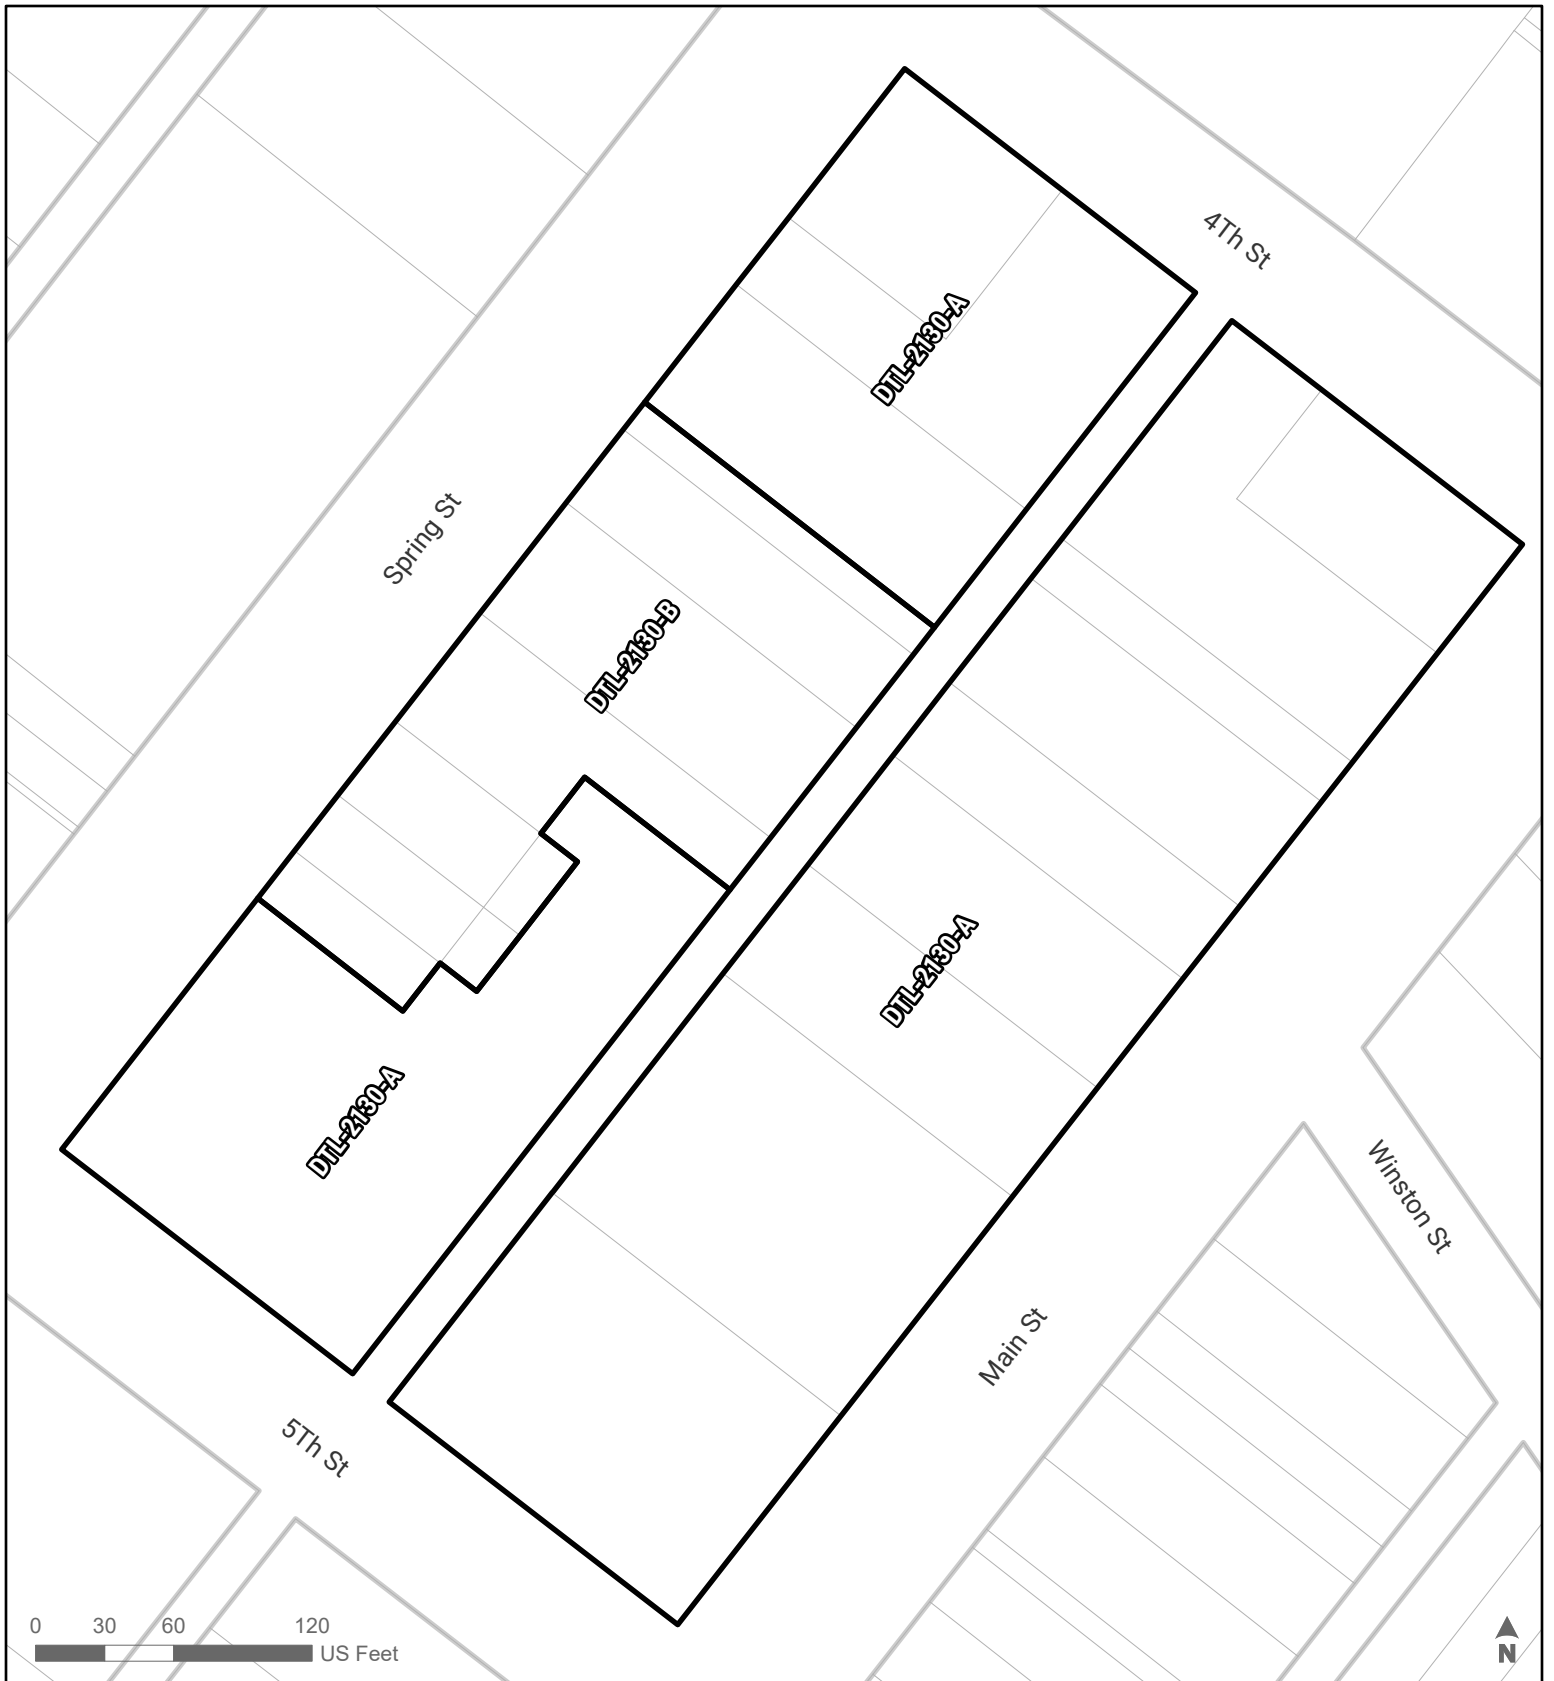 4Th St
DTL-2130-A
Spring St
DTL-2130-B
DTL-2130-A
DTL-2130-A
Winston St
Main St
5Th St
0 30 60 120
US Feet
N